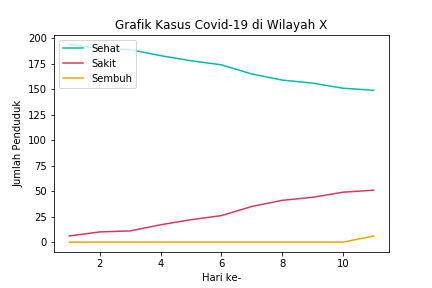 Grafik Kasus Covid-19 di Wilayah X
Sehat
Sakit
Sembuh
Jumlah Penduduk
200
175
150
125
100
75
50
25
0
2 4 6 8 10
Hari ke-